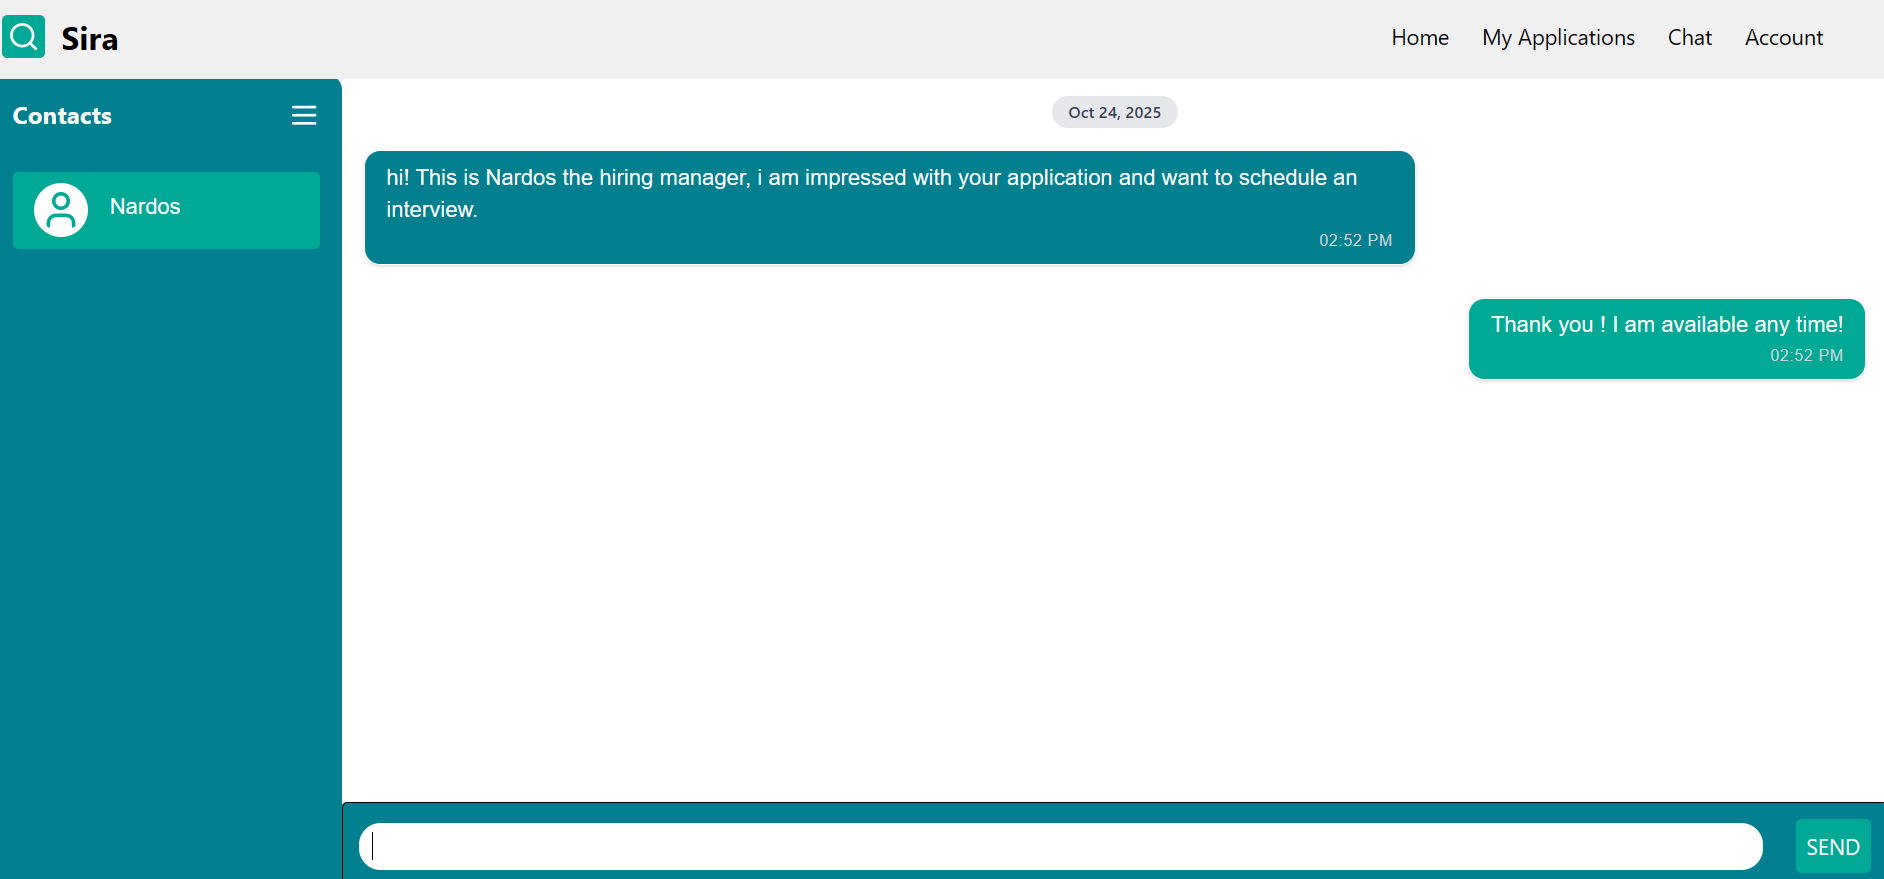 Sira
Home
My Applications
Chat
Account
Contacts
Nardos
Oct 24, 2025
hi! This is Nardos the hiring manager, i am impressed with your application and want to schedule an
interview.
02:52 PM
Thank you ! I am available any time!
02:52 PM
SEND